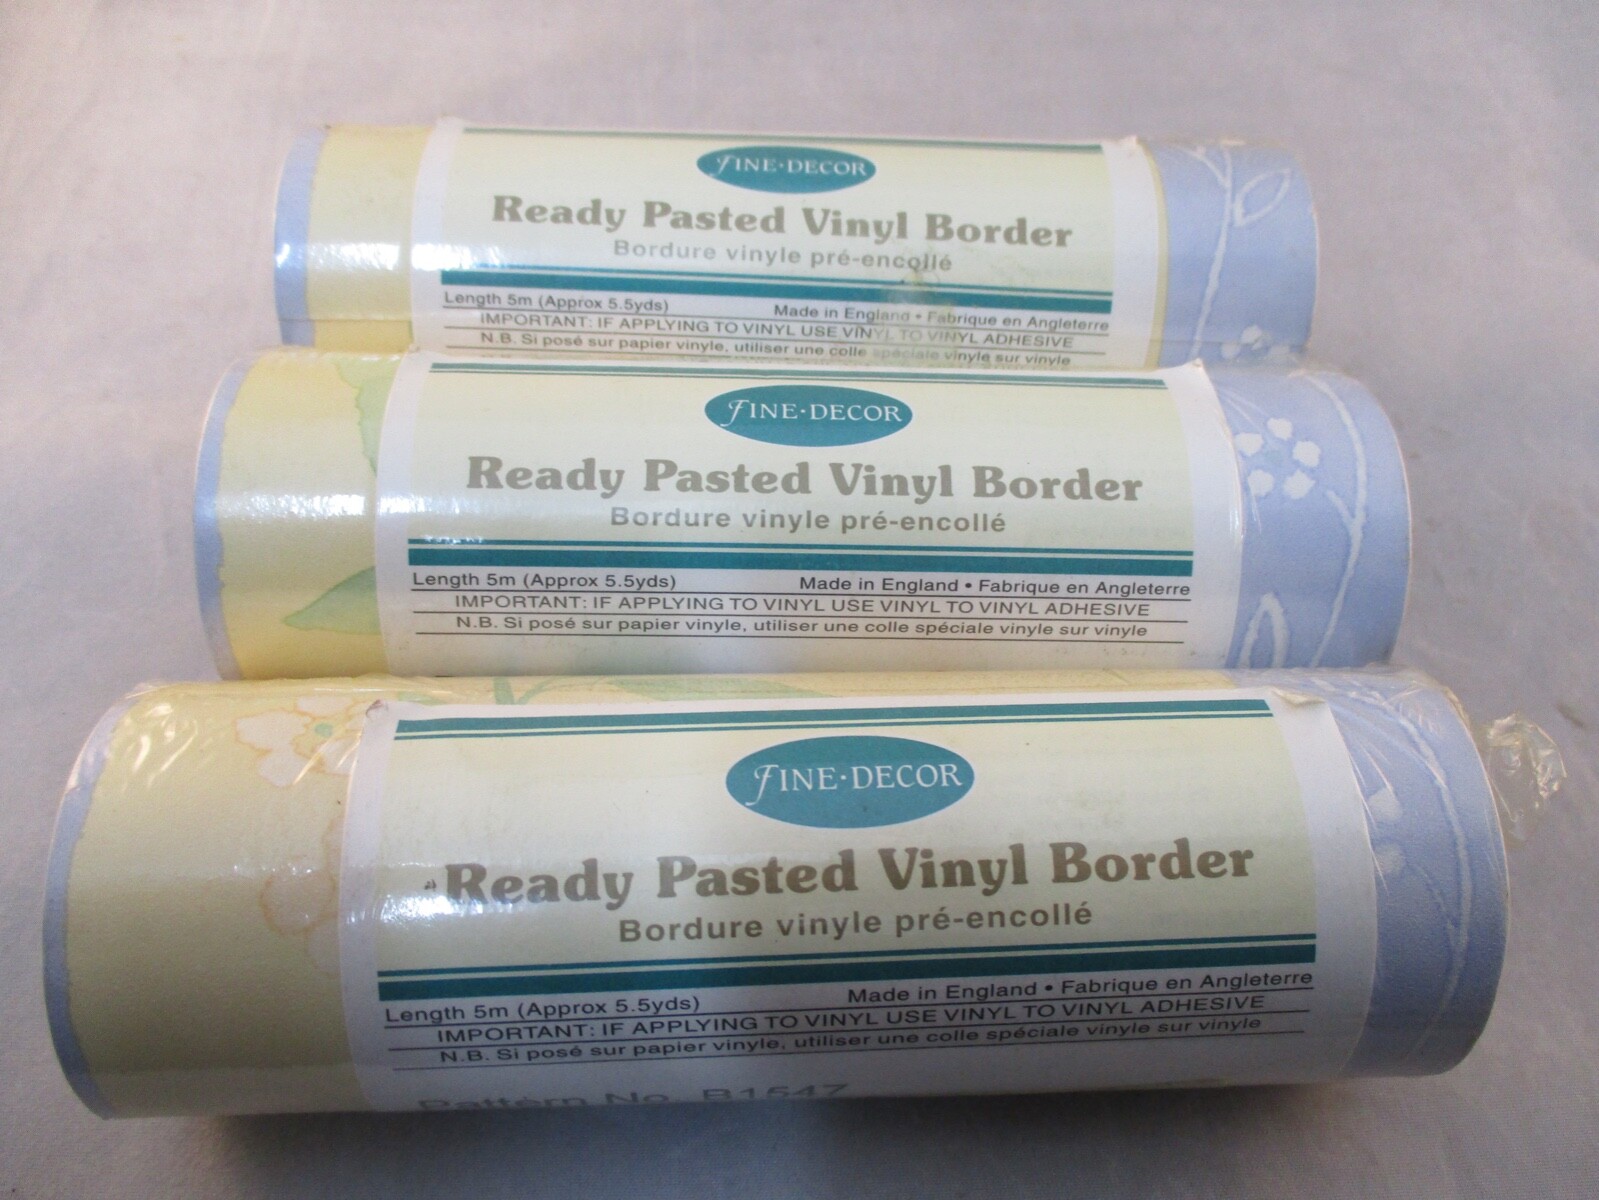 FINE·DECOR
Ready Pasted Vinyl Border
Bordure vinyle pré-encollé
Length 5m (Approx 5.5yds) Made in England • Fabrique en Angleterre
IMPORTANT: IF APPLYING TO VINYL USE VINYL TO VINYL ADHESIVE
N.B. Si posé sur papier vinyle, utiliser une colle spéciale vinyle sur vinyle
FINE·DECOR
Ready Pasted Vinyl Border
Bordure vinyle pré-encollé
Length 5m (Approx 5.5yds) Made in England • Fabrique en Angleterre
IMPORTANT: IF APPLYING TO VINYL USE VINYL TO VINYL ADHESIVE
N.B. Si posé sur papier vinyle, utiliser une colle spéciale vinyle sur vinyle
FINE·DECOR
Ready Pasted Vinyl Border
Bordure vinyle pré-encollé
Length 5m (Approx 5.5yds) Made in England • Fabrique en Angleterre
IMPORTANT: IF APPLYING TO VINYL USE VINYL TO VINYL ADHESIVE
N.B. Si posé sur papier vinyle, utiliser une colle spéciale vinyle sur vinyle
Pattern No. B1547